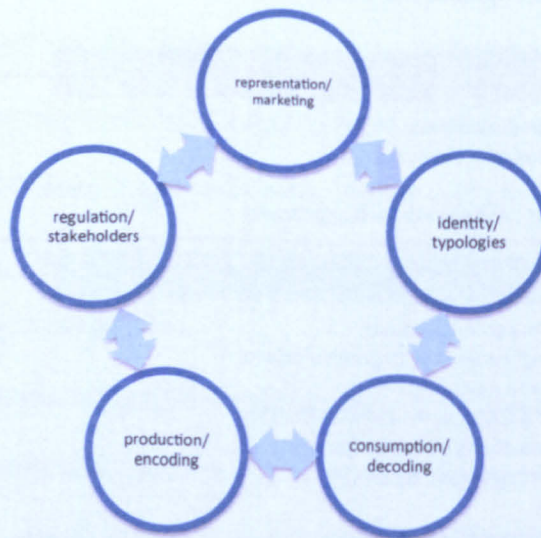 representation/
marketing
regulation/
stakeholders
identity/
typologies
production/
encoding
consumption/
decoding